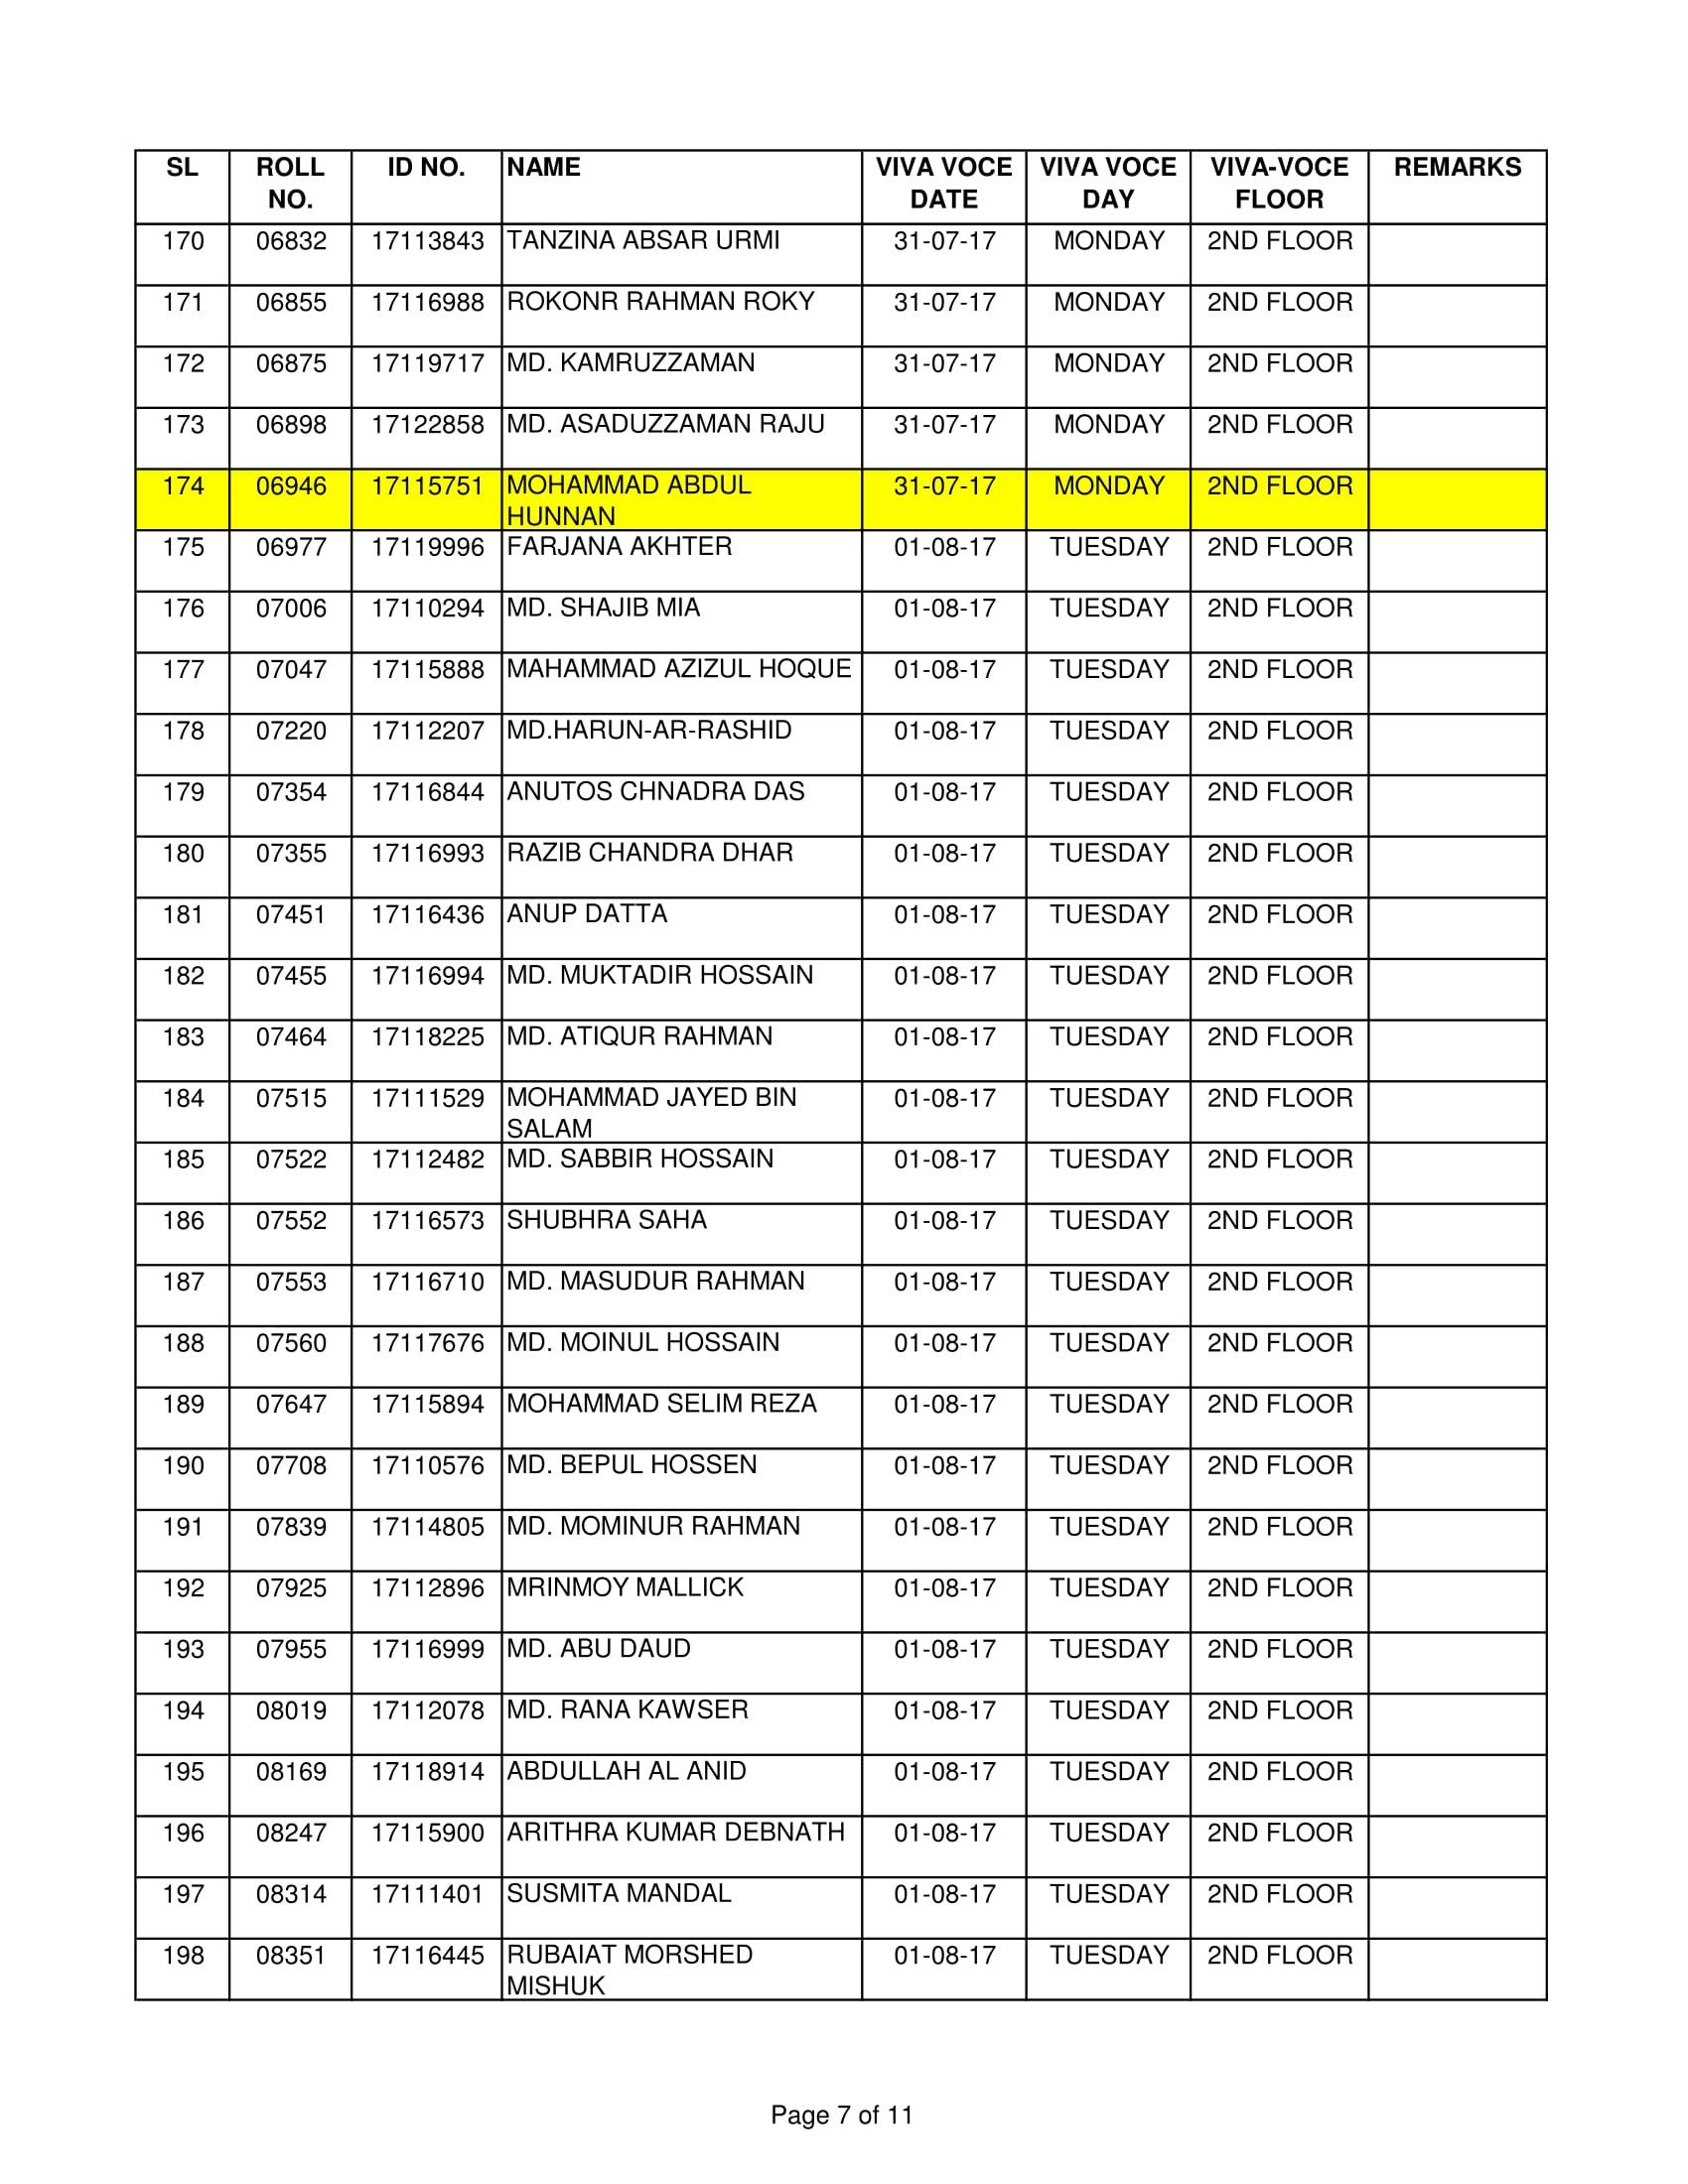 SL ROLL NO. ID NO. NAME VIVA VOCE DATE VIVA VOCE DAY VIVA-VOCE FLOOR REMARKS
170 06832 17113843 TANZINA ABSAR URMI 31-07-17 MONDAY 2ND FLOOR
171 06855 17116988 ROKONR RAHMAN ROKY 31-07-17 MONDAY 2ND FLOOR
172 06875 17119717 MD. KAMRUZZAMAN 31-07-17 MONDAY 2ND FLOOR
173 06898 17122858 MD. ASADUZZAMAN RAJU 31-07-17 MONDAY 2ND FLOOR
174 06946 17115751 MOHAMMAD ABDUL HUNNAN 31-07-17 MONDAY 2ND FLOOR
175 06977 17119996 FARJANA AKHTER 01-08-17 TUESDAY 2ND FLOOR
176 07006 17110294 MD. SHAJIB MIA 01-08-17 TUESDAY 2ND FLOOR
177 07047 17115888 MAHAMMAD AZIZUL HOQUE 01-08-17 TUESDAY 2ND FLOOR
178 07220 17112207 MD.HARUN-AR-RASHID 01-08-17 TUESDAY 2ND FLOOR
179 07354 17116844 ANUTOS CHNADRA DAS 01-08-17 TUESDAY 2ND FLOOR
180 07355 17116993 RAZIB CHANDRA DHAR 01-08-17 TUESDAY 2ND FLOOR
181 07451 17116436 ANUP DATTA 01-08-17 TUESDAY 2ND FLOOR
182 07455 17116994 MD. MUKTADIR HOSSAIN 01-08-17 TUESDAY 2ND FLOOR
183 07464 17118225 MD. ATIQUR RAHMAN 01-08-17 TUESDAY 2ND FLOOR
184 07515 17111529 MOHAMMAD JAYED BIN SALAM 01-08-17 TUESDAY 2ND FLOOR
185 07522 17112482 MD. SABBIR HOSSAIN 01-08-17 TUESDAY 2ND FLOOR
186 07552 17116573 SHUBHRA SAHA 01-08-17 TUESDAY 2ND FLOOR
187 07553 17116710 MD. MASUDUR RAHMAN 01-08-17 TUESDAY 2ND FLOOR
188 07560 17117676 MD. MOINUL HOSSAIN 01-08-17 TUESDAY 2ND FLOOR
189 07647 17115894 MOHAMMAD SELIM REZA 01-08-17 TUESDAY 2ND FLOOR
190 07708 17110576 MD. BEPUL HOSSEN 01-08-17 TUESDAY 2ND FLOOR
191 07839 17114805 MD. MOMINUR RAHMAN 01-08-17 TUESDAY 2ND FLOOR
192 07925 17112896 MRINMOY MALLICK 01-08-17 TUESDAY 2ND FLOOR
193 07955 17116999 MD. ABU DAUD 01-08-17 TUESDAY 2ND FLOOR
194 08019 17112078 MD. RANA KAWSER 01-08-17 TUESDAY 2ND FLOOR
195 08169 17118914 ABDULLAH AL ANID 01-08-17 TUESDAY 2ND FLOOR
196 08247 17115900 ARITHRA KUMAR DEBNATH 01-08-17 TUESDAY 2ND FLOOR
197 08314 17111401 SUSMITA MANDAL 01-08-17 TUESDAY 2ND FLOOR
198 08351 17116445 RUBAIAT MORSHED MISHUK 01-08-17 TUESDAY 2ND FLOOR
Page 7 of 11